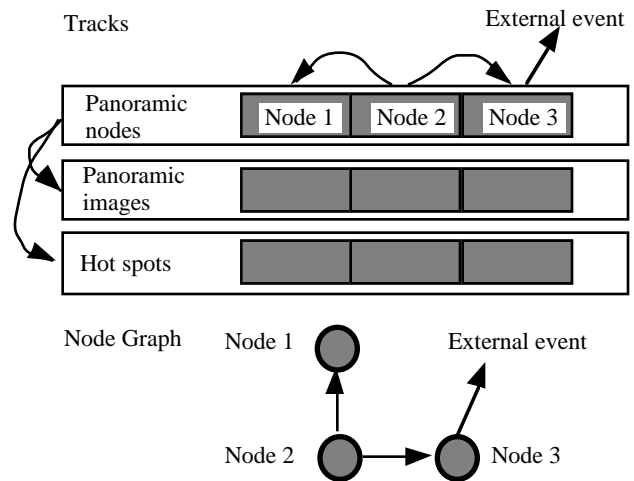 Tracks
External event
Panoramic
nodes
Node 1
Node 2
Node 3
Panoramic
images
Hot spots
Node Graph
Node 1
External event
Node 2
Node 3